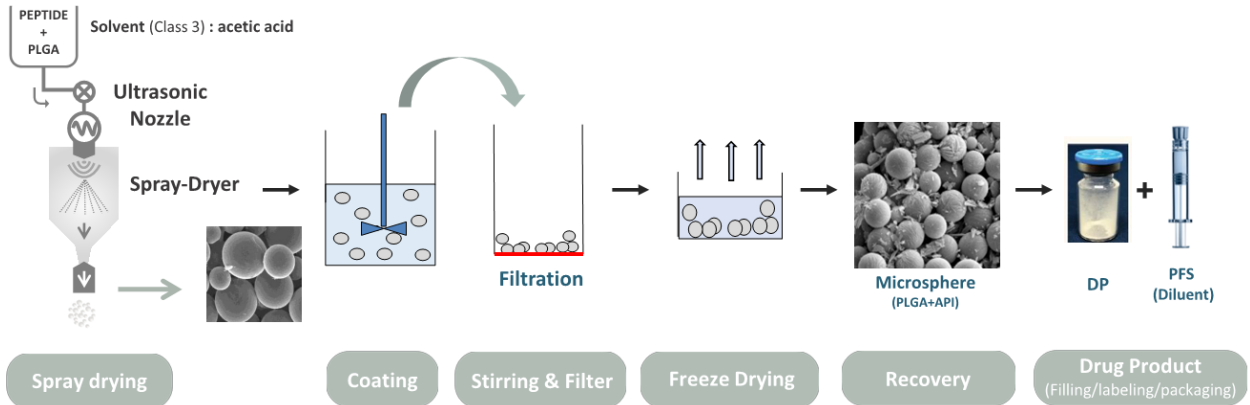 PEPTIDE
+
PLGA
Solvent (Class 3) : acetic acid
Ultrasonic
Nozzle
Spray-Dryer
Filtration
Microsphere
(PLGA+API)
DP
+
PFS
(Diluent)
Spray drying
Coating
Stirring & Filter
Freeze Drying
Recovery
Drug Product
(Filling/labeling/packaging)